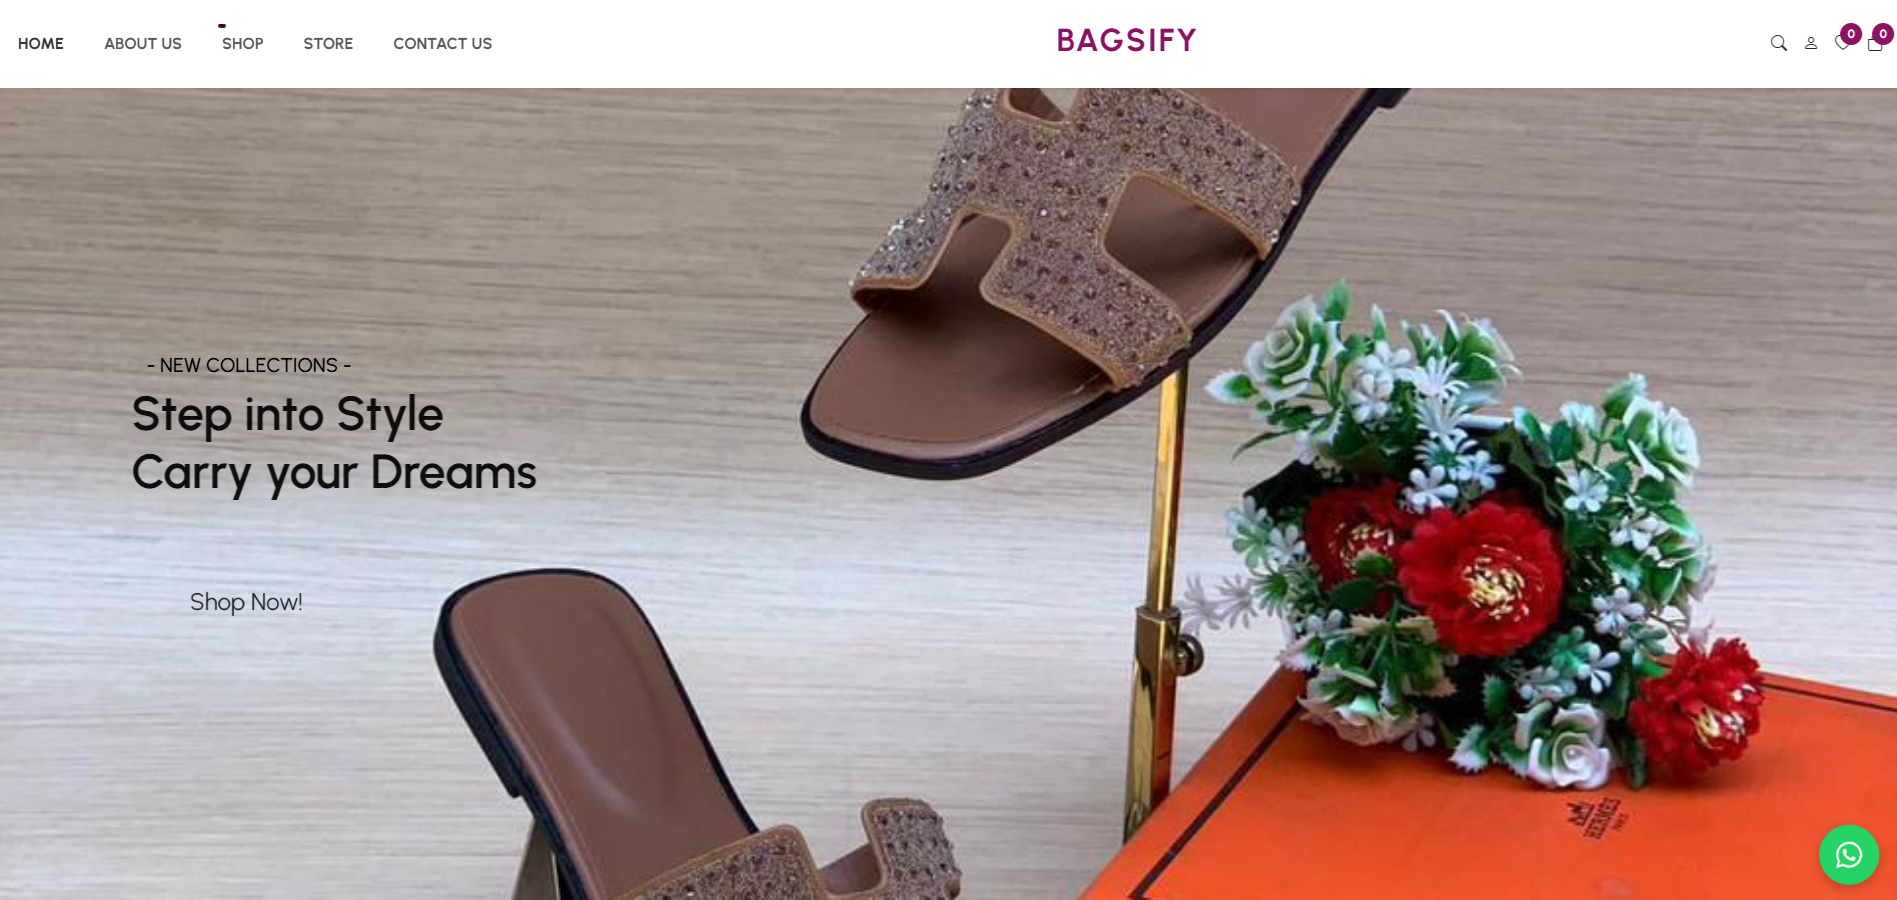 HOME ABOUT US SHOP STORE CONTACT US BAGSIFY 0 0
- NEW COLLECTIONS -
Step into Style
Carry your Dreams
Shop Now!
HERMES
PARIS